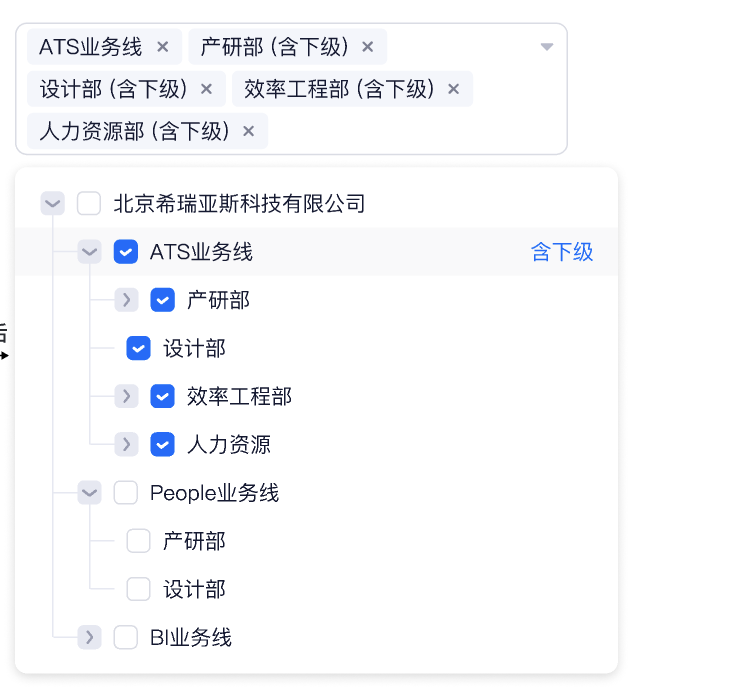 ATS业务线 × 产研部 (含下级) ×
设计部 (含下级) × 效率工程部 (含下级) ×
人力资源部 (含下级) ×
北京希瑞亚斯科技有限公司
ATS业务线 含下级
产研部
设计部
效率工程部
人力资源
People业务线
产研部
设计部
BI业务线